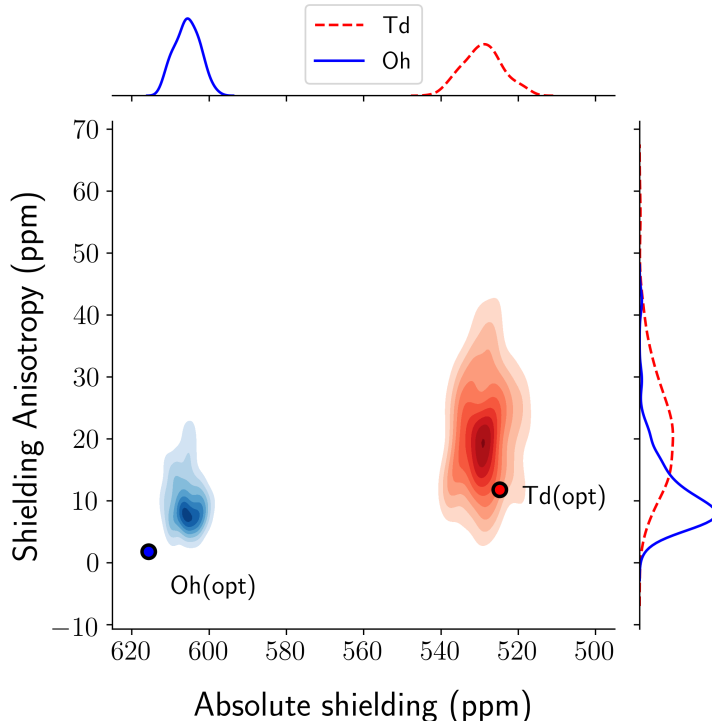 Td
Oh
70
60
50
40
30
20
10
0
−10
Shielding Anisotropy (ppm)
Td(opt)
Oh(opt)
620 600 580 560 540 520 500
Absolute shielding (ppm)